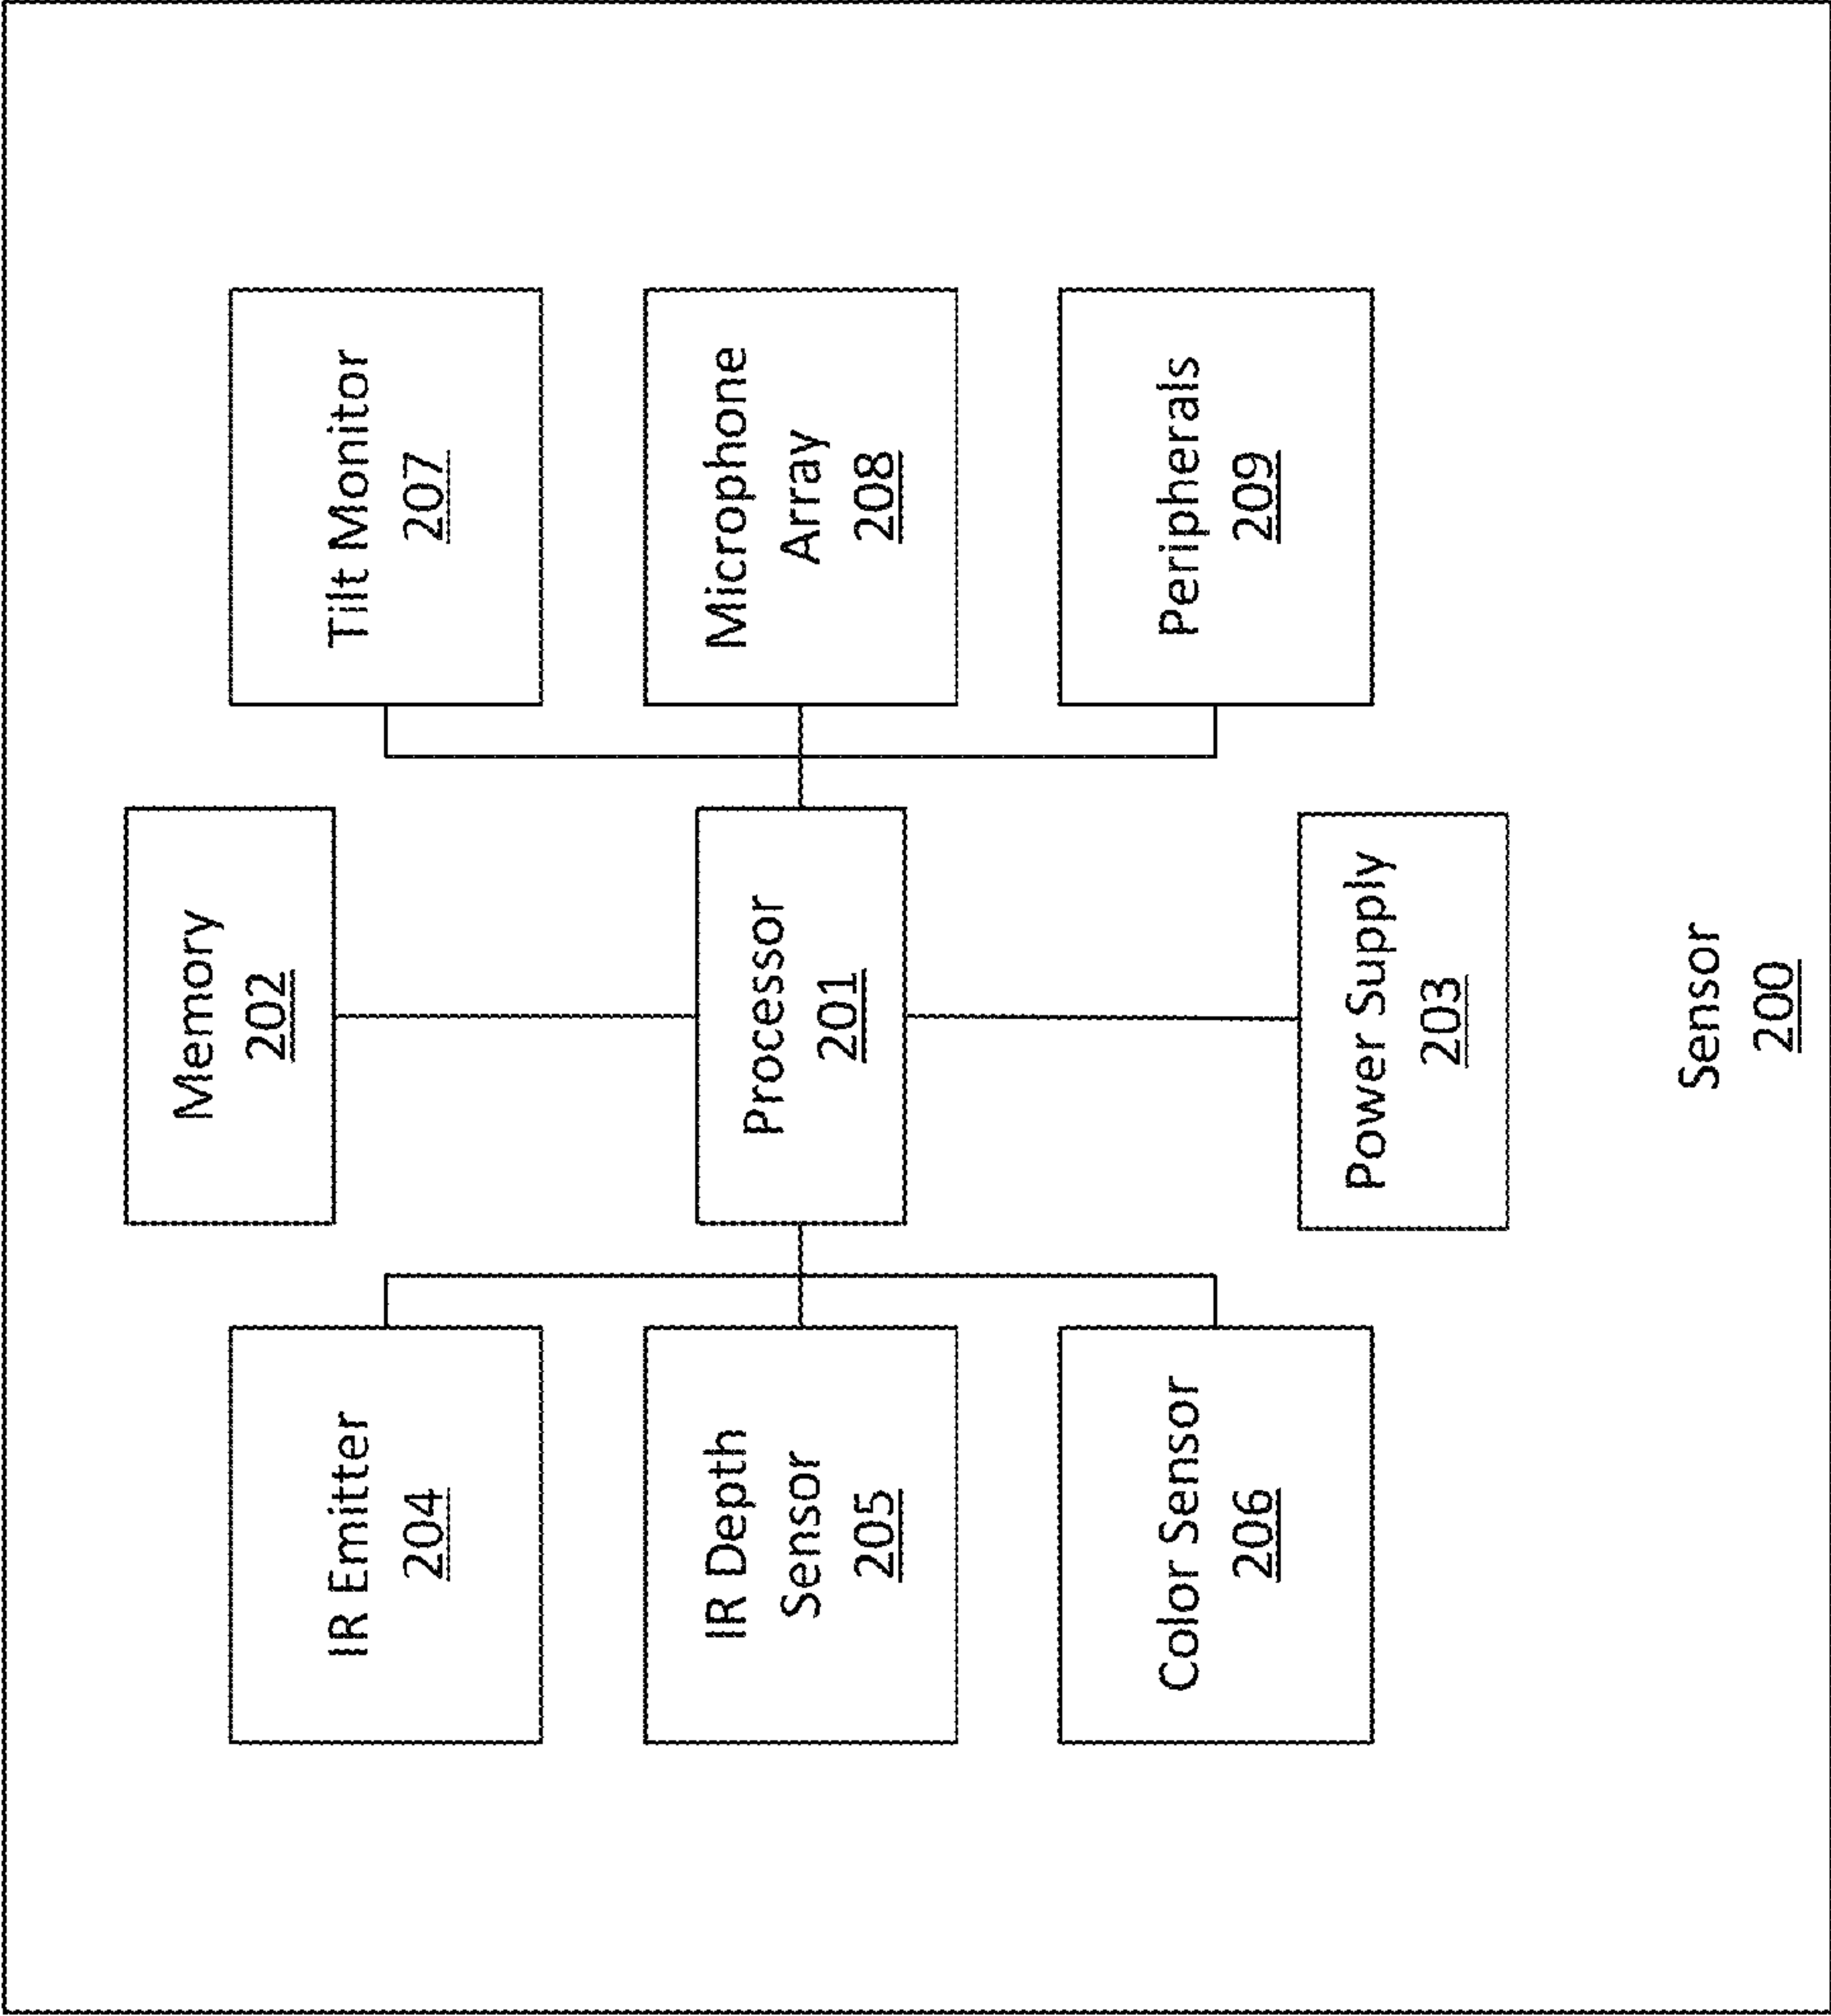 Memory
202
IR Emitter
204
Tilt Monitor
207
IR Depth
Sensor
205
Processor
201
Microphone
Array
208
Color Sensor
206
Peripherals
209
Power Supply
203
Sensor
200